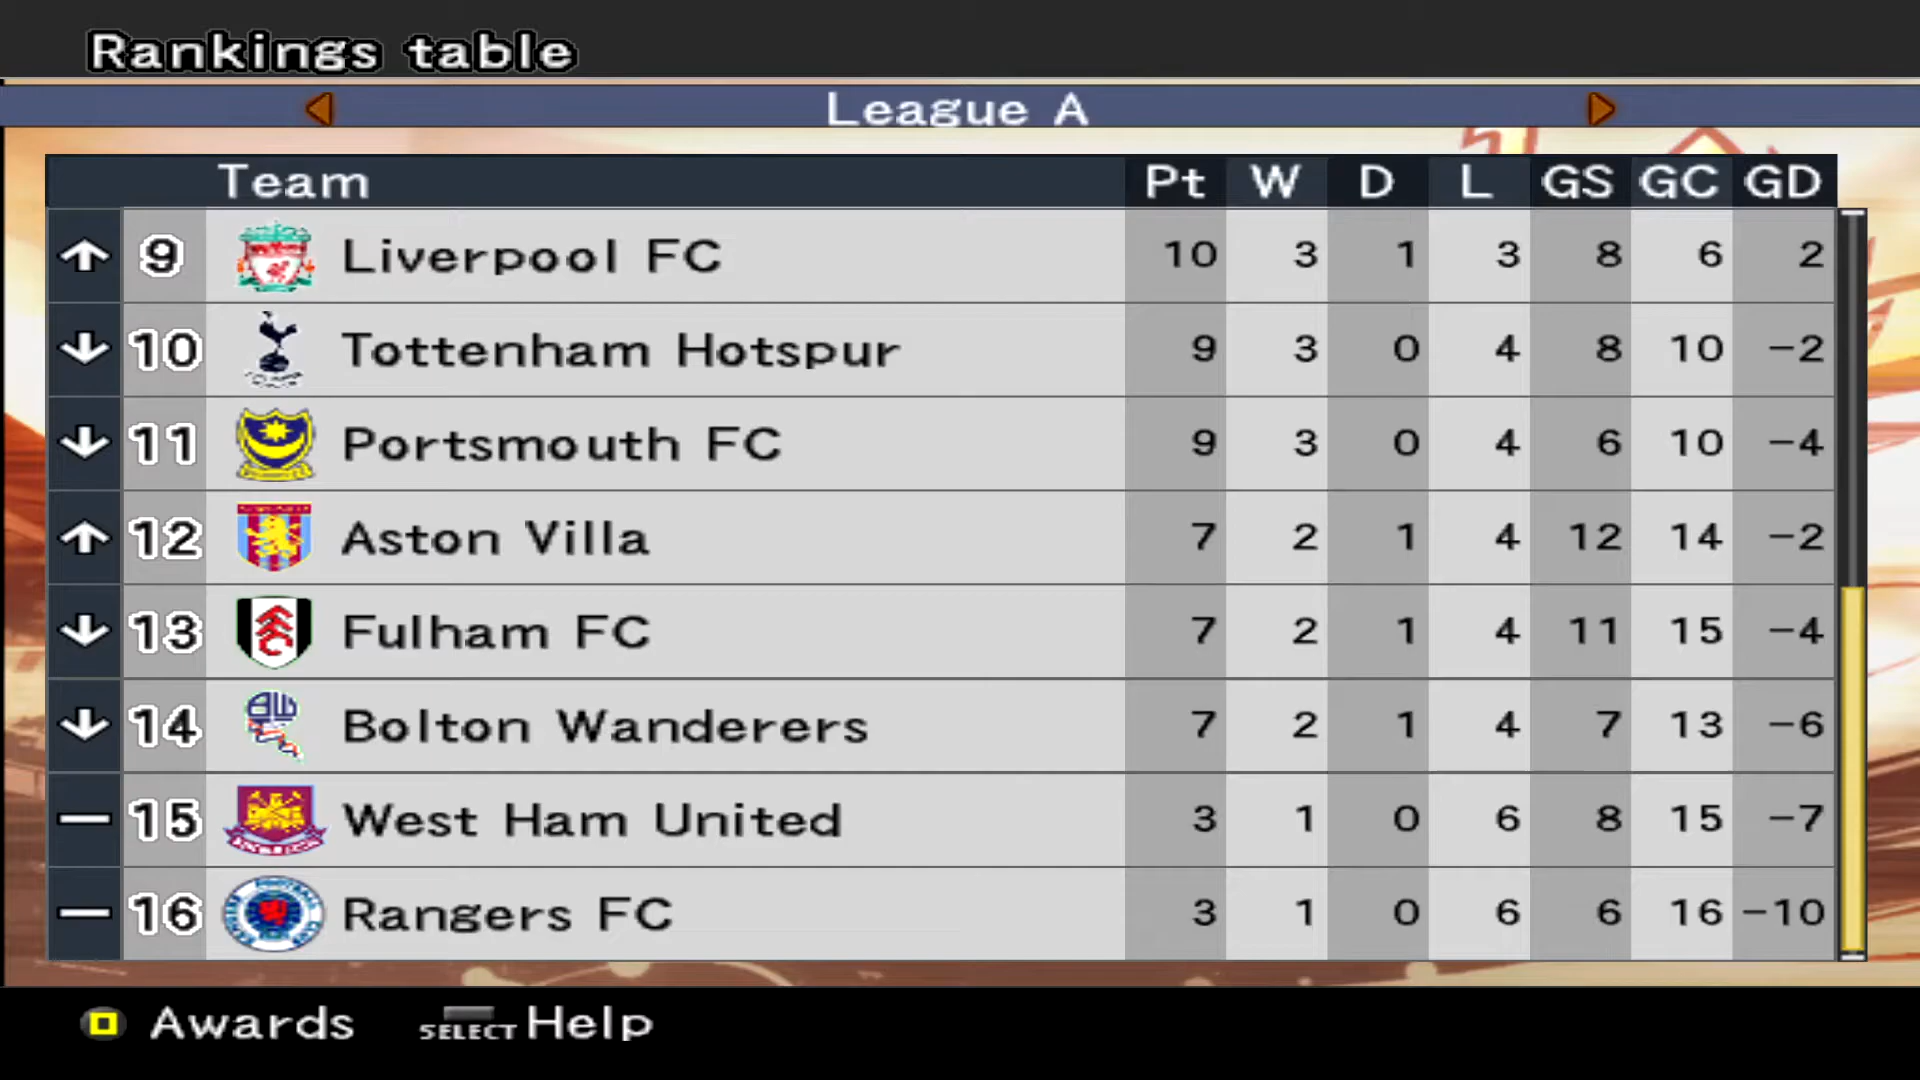 Rankings table
League A
Team Pt W D L GS GC GD
9 Liverpool FC 10 3 1 3 8 6 2
10 Tottenham Hotspur 9 3 0 4 8 10 -2
11 Portsmouth FC 9 3 0 4 6 10 -4
12 Aston Villa 7 2 1 4 12 14 -2
13 Fulham FC 7 2 1 4 11 15 -4
14 Bolton Wanderers 7 2 1 4 7 13 -6
15 West Ham United 3 1 0 6 8 15 -7
16 Rangers FC 3 1 0 6 6 16 -10
Awards SELECT Help